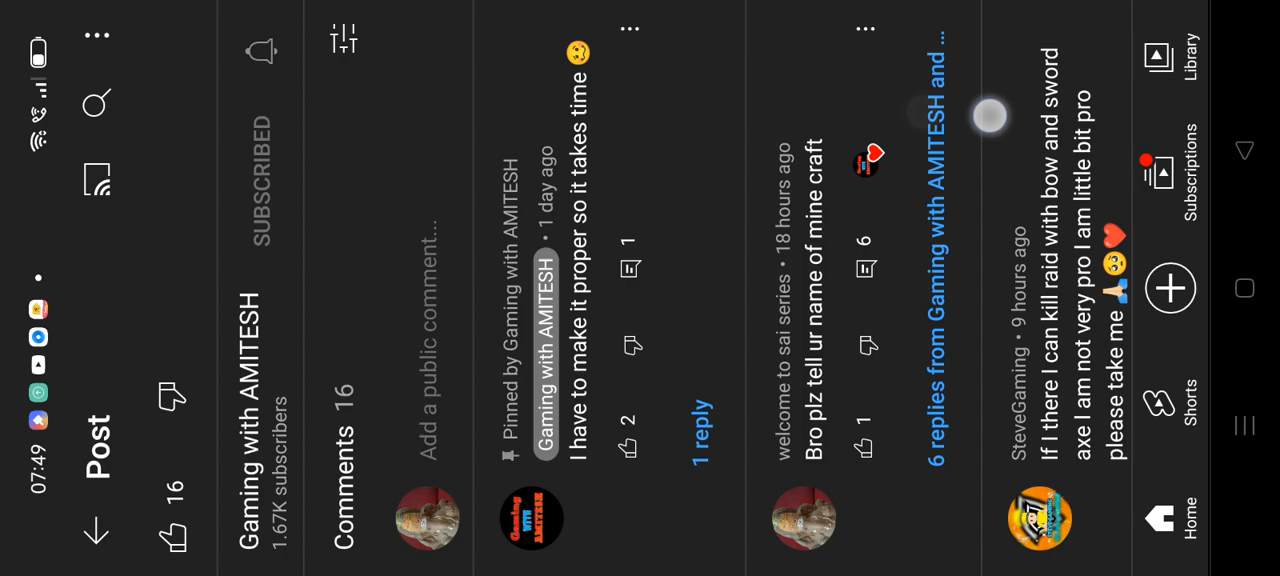 07:49
Post
16
Gaming with AMITESH
1.67K subscribers
SUBSCRIBED
Comments 16
Add a public comment...
Pinned by Gaming with AMITESH
Gaming with AMITESH • 1 day ago
I have to make it proper so it takes time 🥴
2
1
1 reply
Gaming
WITH
AMITESH
welcome to sai series • 18 hours ago
Bro plz tell ur name of mine craft
1
6
6 replies from Gaming with AMITESH and ...
SteveGaming • 9 hours ago
If I there I can kill raid with bow and sword
axe I am not very pro I am little bit pro
please take me 🙏🥺❤️
Home
Shorts
Subscriptions
Library